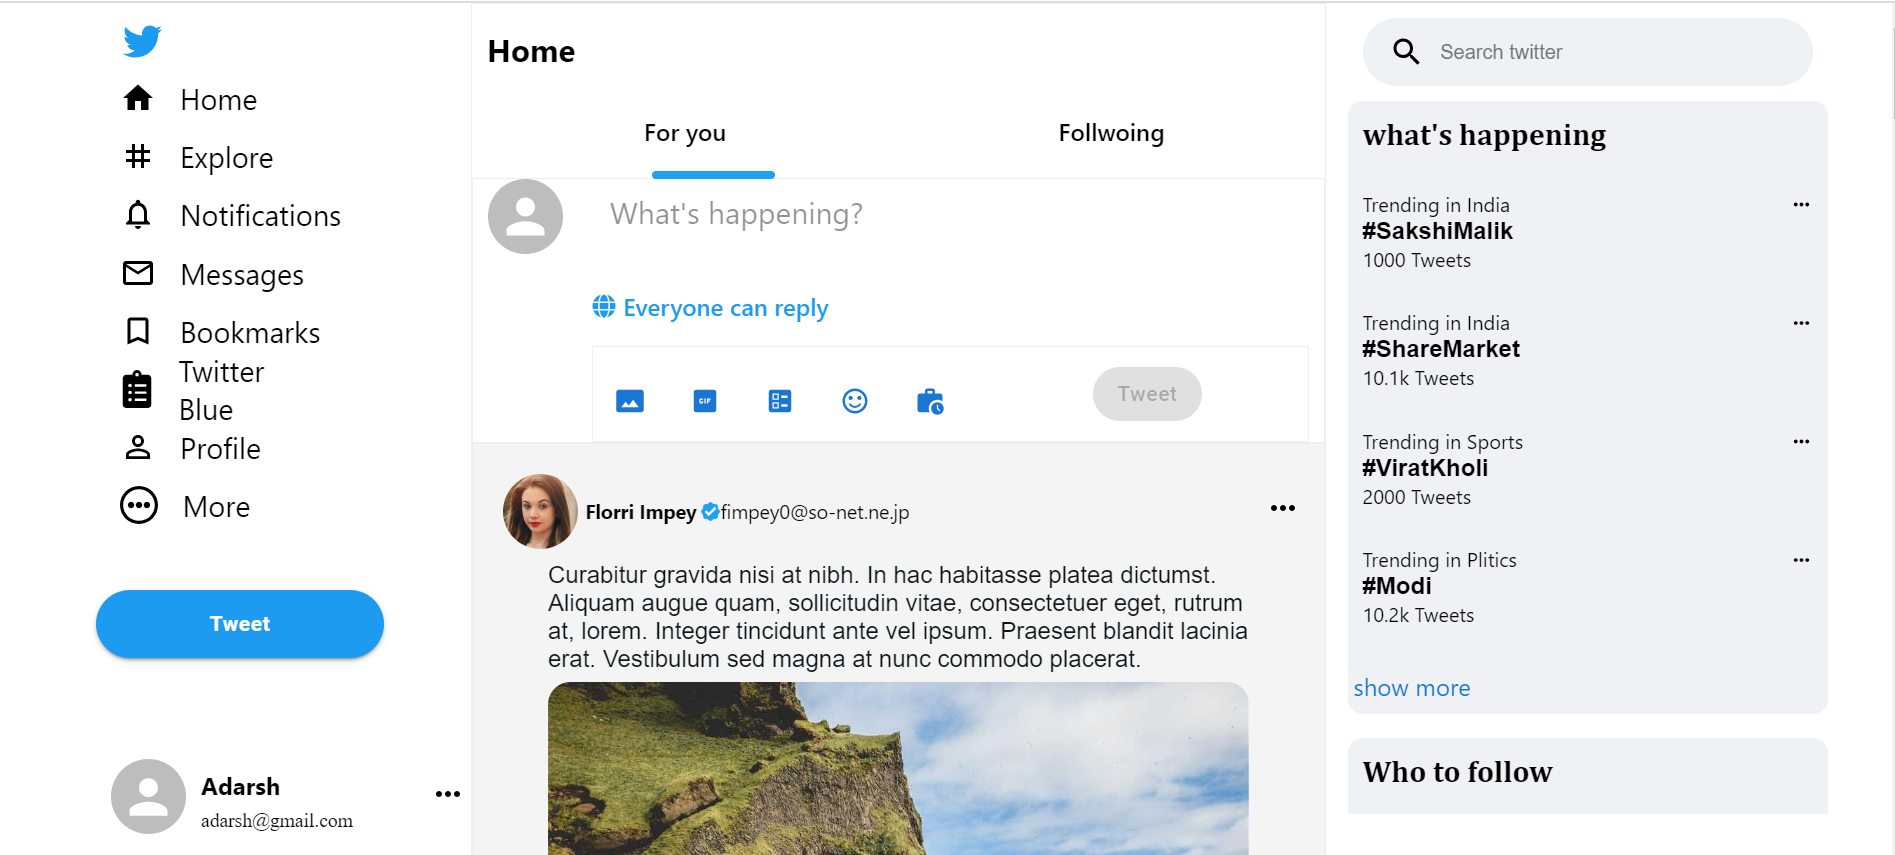 Home
Explore
Notifications
Messages
Bookmarks
Twitter
Blue
Profile
More
Tweet
Adarsh
adarsh@gmail.com
Home
For you
Follwoing
What's happening?
Everyone can reply
GIF
Tweet
Florri Impey fimpey0@so-net.ne.jp
Curabitur gravida nisi at nibh. In hac habitasse platea dictumst.
Aliquam augue quam, sollicitudin vitae, consectetuer eget, rutrum
at, lorem. Integer tincidunt ante vel ipsum. Praesent blandit lacinia
erat. Vestibulum sed magna at nunc commodo placerat.
Search twitter
what's happening
Trending in India
#SakshiMalik
1000 Tweets
Trending in India
#ShareMarket
10.1k Tweets
Trending in Sports
#ViratKholi
2000 Tweets
Trending in Plitics
#Modi
10.2k Tweets
show more
Who to follow